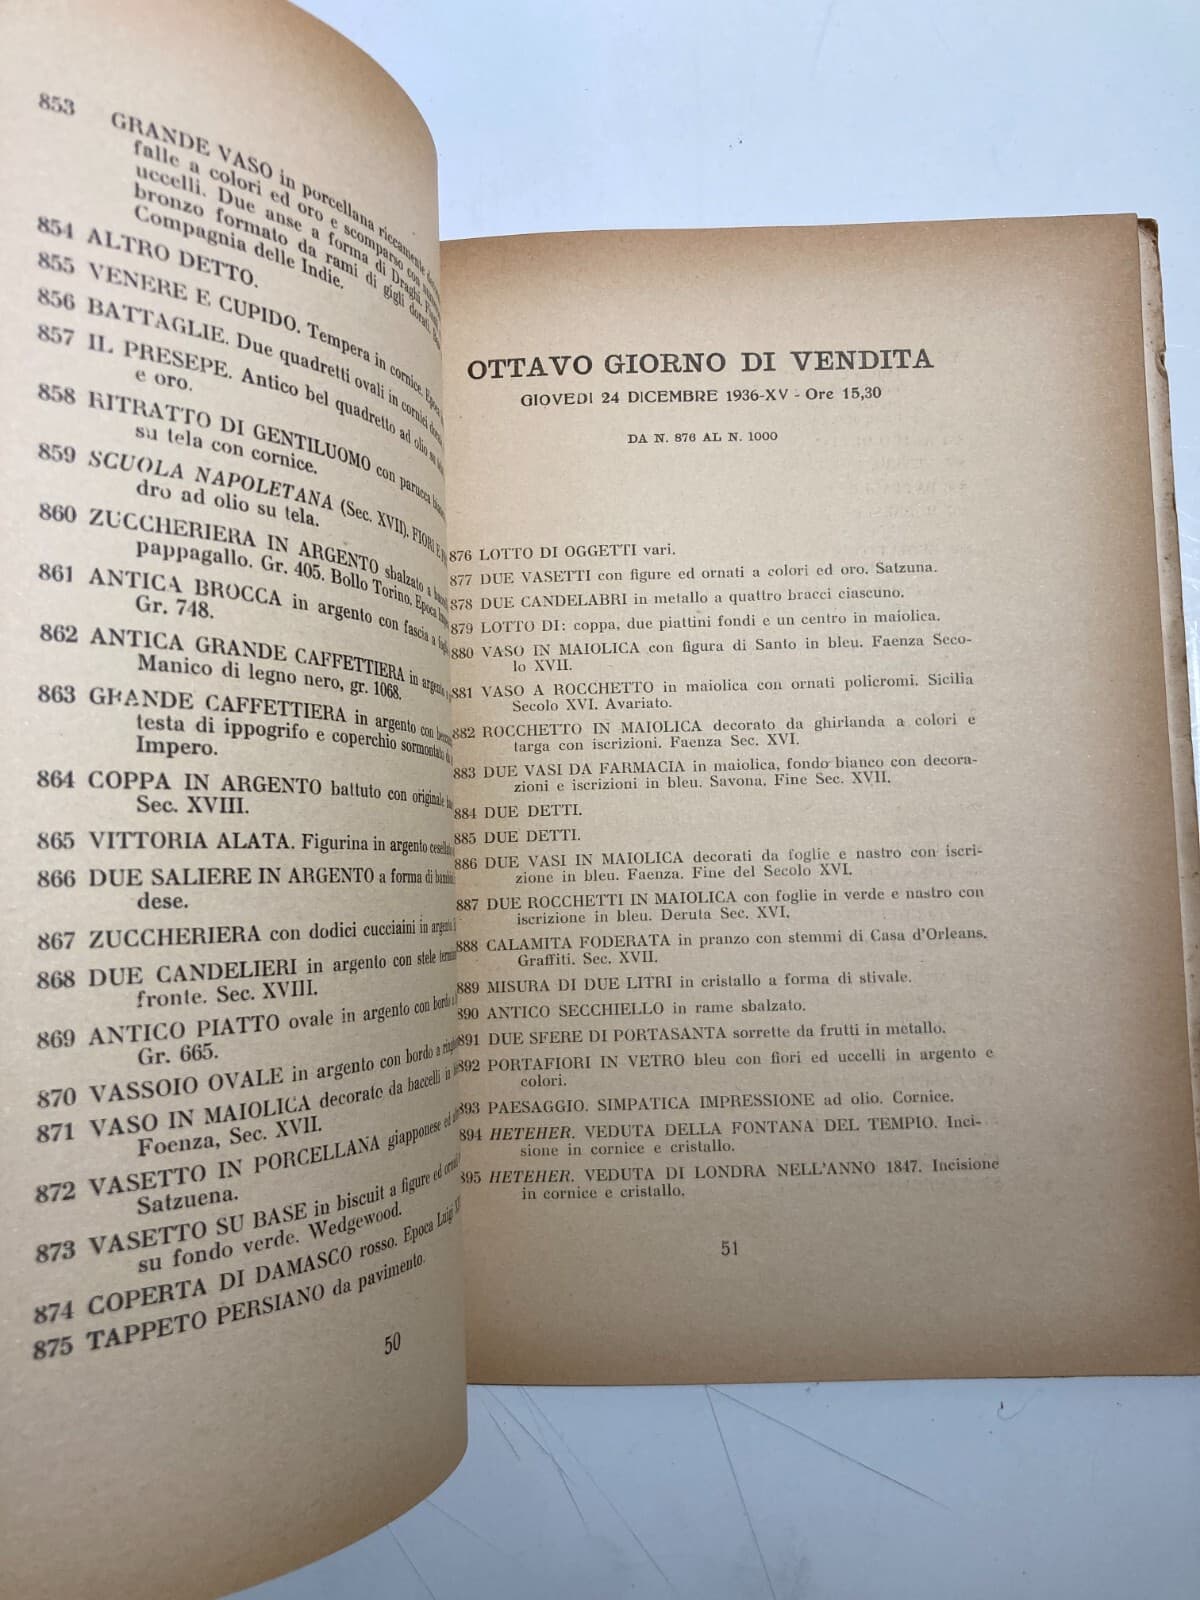 853 GRANDE VASO in porcellana riccamente
falle a colori ed oro e scomparso con
uccelli. Due anse a forma di Draghi.
bronzo formato da rami di gigli dorati.
Compagnia delle Indie.
854 ALTRO DETTO.
855 VENERE E CUPIDO. Tempera in cornice. Epoca
856 BATTAGLIE. Due quadretti ovali in cornici
857 IL PRESEPE. Antico bel quadretto ad olio su
e oro.
858 RITRATTO DI GENTILUOMO con parucca
su tela con cornice.
859 SCUOLA NAPOLETANA (Sec. XVII). FIORI E
dro ad olio su tela.
860 ZUCCHERIERA IN ARGENTO sbalzato a
pappagallo. Gr. 405. Bollo Torino. Epoca
861 ANTICA BROCCA in argento con fascia a
Gr. 748.
862 ANTICA GRANDE CAFFETTIERA in argento
Manico di legno nero, gr. 1068.
863 GRANDE CAFFETTIERA in argento con
testa di ippogrifo e coperchio sormontato
Impero.
864 COPPA IN ARGENTO battuto con originale
Sec. XVIII.
865 VITTORIA ALATA. Figurina in argento
866 DUE SALIERE IN ARGENTO a forma di
dese.
867 ZUCCHERIERA con dodici cucciaini in argento
868 DUE CANDELIERI in argento con stele
fronte. Sec. XVIII.
869 ANTICO PIATTO ovale in argento con bordo a
Gr. 665.
870 VASSOIO OVALE in argento con bordo a
871 VASO IN MAIOLICA decorato da baccelli in
Foenza, Sec. XVII.
872 VASETTO IN PORCELLANA giapponese ed
Satzuena.
873 VASETTO SU BASE in biscuit a figure ed
su fondo verde. Wedgewood.
874 COPERTA DI DAMASCO rosso. Epoca Luigi
875 TAPPETO PERSIANO da pavimento.
50
OTTAVO GIORNO DI VENDITA
GIOVEDI 24 DICEMBRE 1936-XV - Ore 15,30
DA N. 876 AL N. 1000
876 LOTTO DI OGGETTI vari.
877 DUE VASETTI con figure ed ornati a colori ed oro. Satzuna.
878 DUE CANDELABRI in metallo a quattro bracci ciascuno.
879 LOTTO DI: coppa, due piattini fondi e un centro in maiolica.
880 VASO IN MAIOLICA con figura di Santo in bleu. Faenza Seco-
lo XVII.
881 VASO A ROCCHETTO in maiolica con ornati policromi. Sicilia
Secolo XVI. Avariato.
882 ROCCHETTO IN MAIOLICA decorato da ghirlanda a colori e
targa con iscrizioni. Faenza Sec. XVI.
883 DUE VASI DA FARMACIA in maiolica, fondo bianco con decora-
zioni e iscrizioni in bleu. Savona. Fine Sec. XVII.
884 DUE DETTI.
885 DUE DETTI.
886 DUE VASI IN MAIOLICA decorati da foglie e nastro con iscri-
zione in bleu. Faenza. Fine del Secolo XVI.
887 DUE ROCCHETTI IN MAIOLICA con foglie in verde e nastro con
iscrizione in bleu. Deruta Sec. XVI.
888 CALAMITA FODERATA in pranzo con stemmi di Casa d'Orleans.
Graffiti. Sec. XVII.
889 MISURA DI DUE LITRI in cristallo a forma di stivale.
890 ANTICO SECCHIELLO in rame sbalzato.
891 DUE SFERE DI PORTASANTA sorrette da frutti in metallo.
892 PORTAFIORI IN VETRO bleu con fiori ed uccelli in argento e
colori.
893 PAESAGGIO. SIMPATICA IMPRESSIONE ad olio. Cornice.
894 HETEHER. VEDUTA DELLA FONTANA DEL TEMPIO. Inci-
sione in cornice e cristallo.
895 HETEHER. VEDUTA DI LONDRA NELL'ANNO 1847. Incisione
in cornice e cristallo.
51